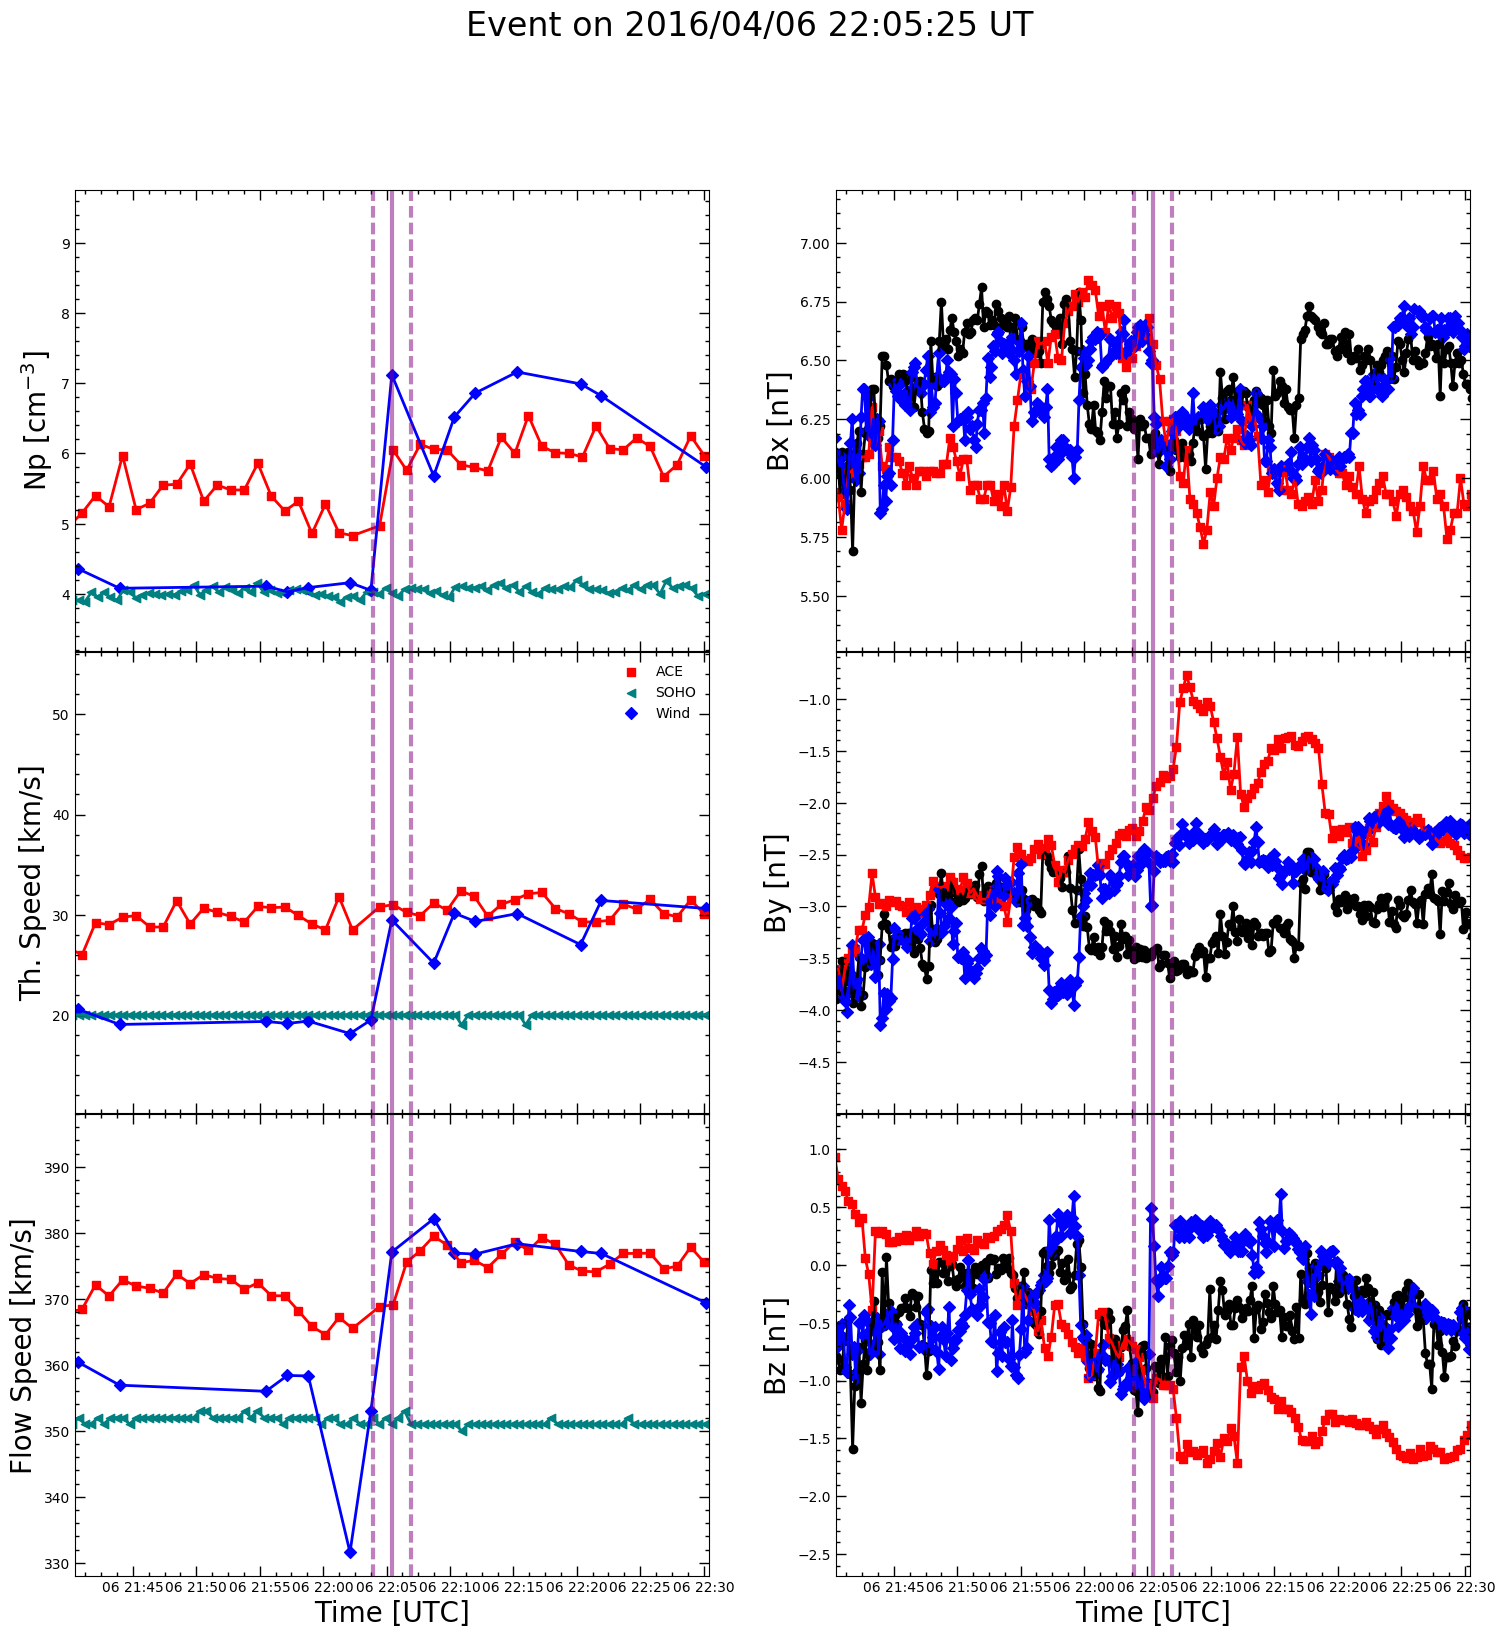 Event on 2016/04/06 22:05:25 UT
Np [cm⁻³]
9
8
7
6
5
4
Th. Speed [km/s]
50
40
30
20
ACE
SOHO
Wind
Flow Speed [km/s]
390
380
370
360
350
340
330
06 21:45 06 21:50 06 21:55 06 22:00 06 22:05 06 22:10 06 22:15 06 22:20 06 22:25 06 22:30
Time [UTC]
Bx [nT]
7.00
6.75
6.50
6.25
6.00
5.75
5.50
By [nT]
−1.0
−1.5
−2.0
−2.5
−3.0
−3.5
−4.0
−4.5
Bz [nT]
1.0
0.5
0.0
−0.5
−1.0
−1.5
−2.0
−2.5
06 21:45 06 21:50 06 21:55 06 22:00 06 22:05 06 22:10 06 22:15 06 22:20 06 22:25 06 22:30
Time [UTC]